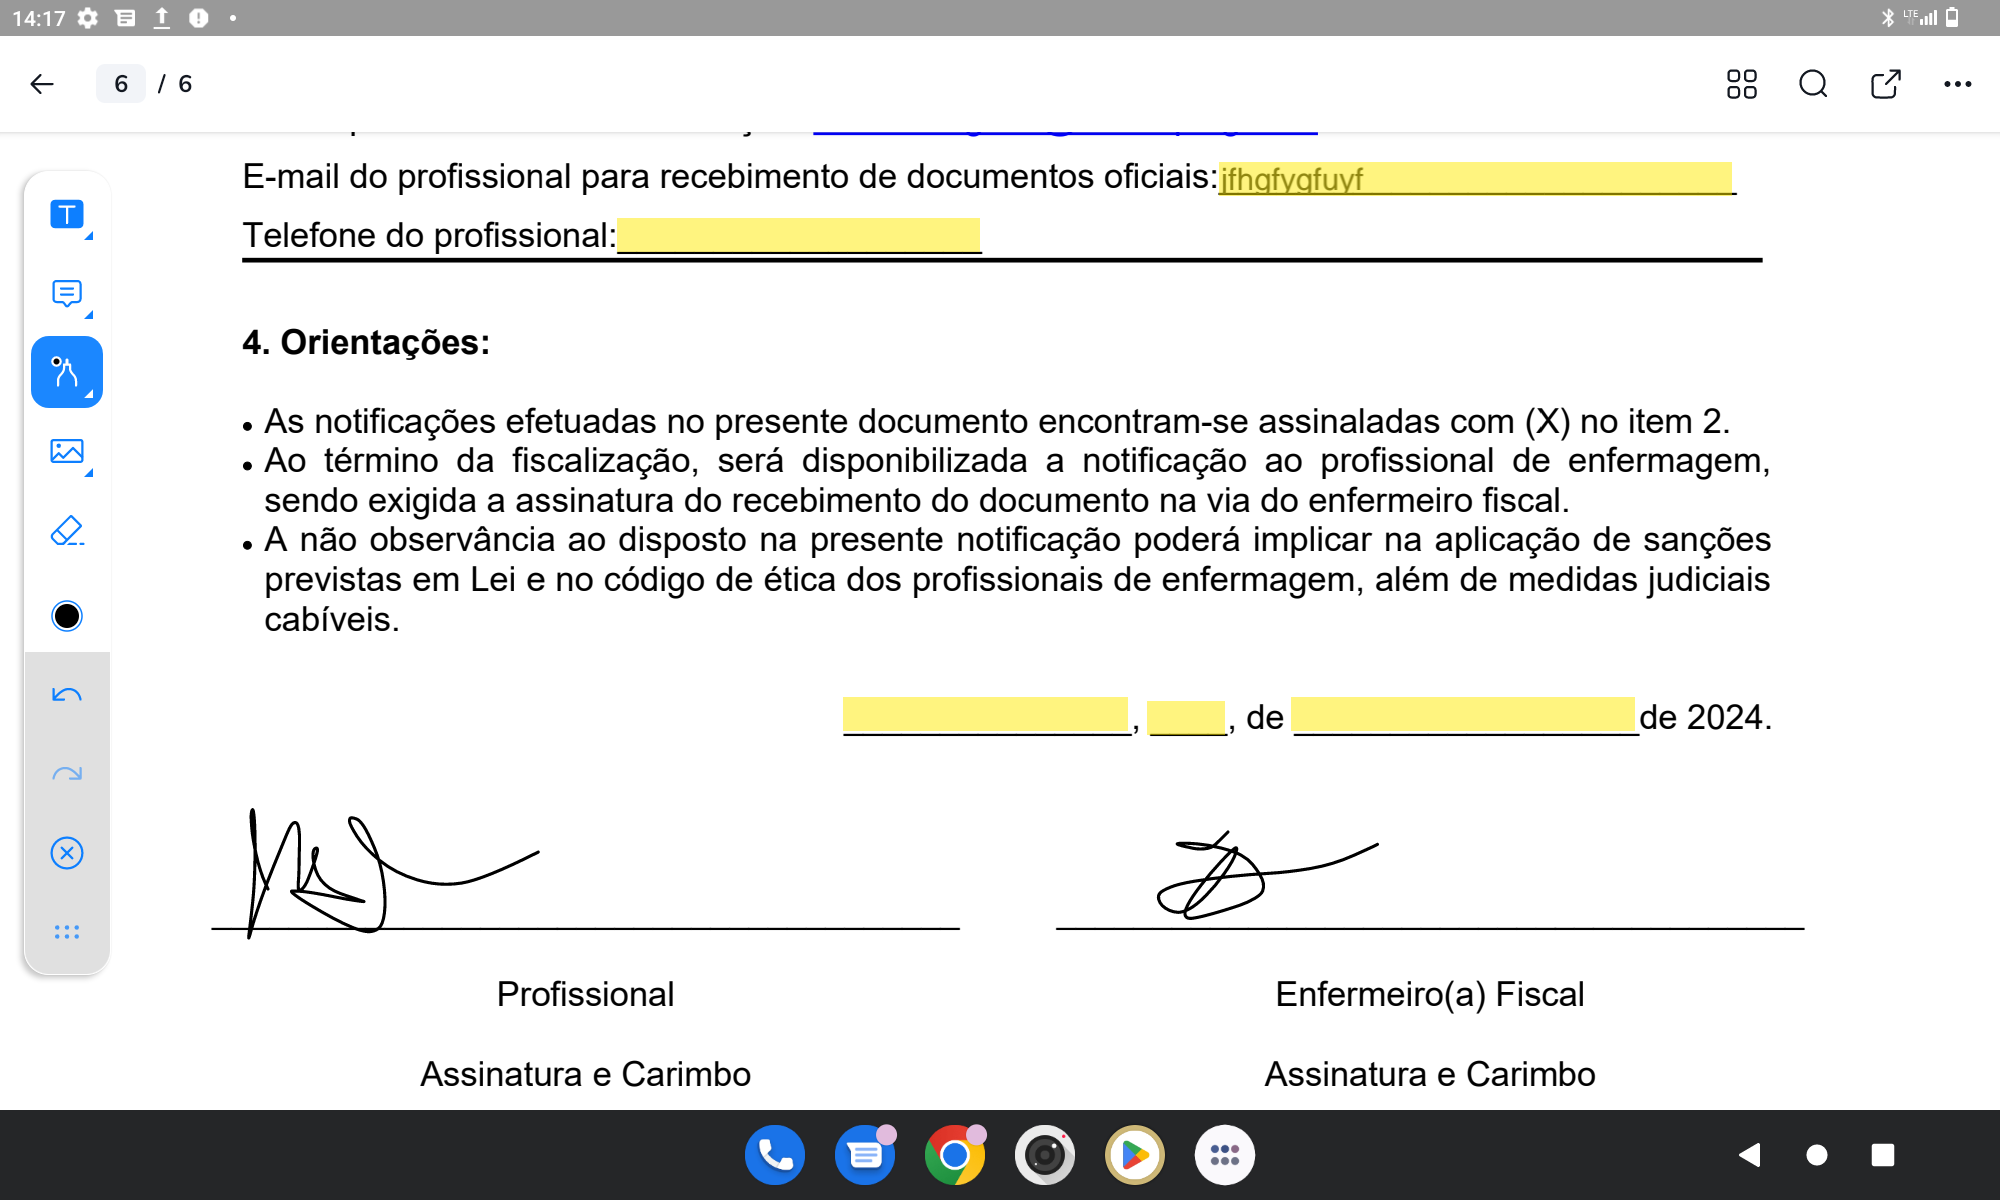 14:17
LTE
6 / 6
E-mail do profissional para recebimento de documentos oficiais:jfhgfygfuyf
Telefone do profissional:
4. Orientações:
• As notificações efetuadas no presente documento encontram-se assinaladas com (X) no item 2.
• Ao término da fiscalização, será disponibilizada a notificação ao profissional de enfermagem,
sendo exigida a assinatura do recebimento do documento na via do enfermeiro fiscal.
• A não observância ao disposto na presente notificação poderá implicar na aplicação de sanções
previstas em Lei e no código de ética dos profissionais de enfermagem, além de medidas judiciais
cabíveis.
, , de de 2024.
Profissional
Enfermeiro(a) Fiscal
Assinatura e Carimbo
Assinatura e Carimbo